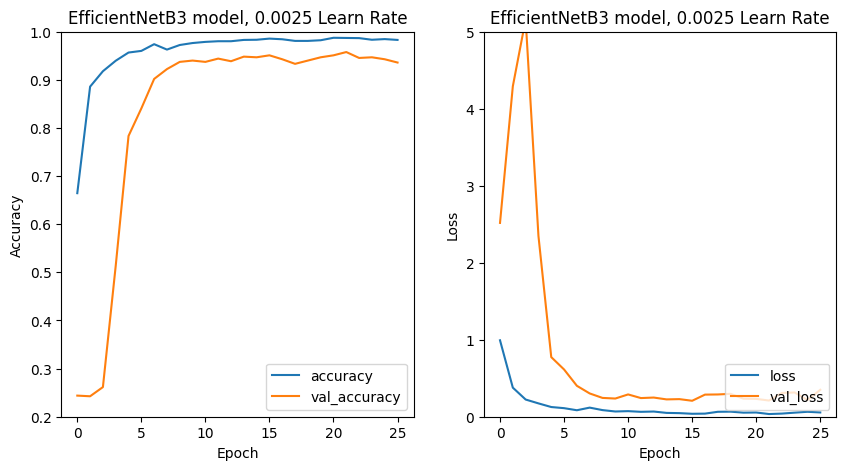 EfficientNetB3 model, 0.0025 Learn Rate
1.0
0.9
0.8
0.7
0.6
0.5
0.4
0.3
0.2
Accuracy
0 5 10 15 20 25
Epoch
accuracy
val_accuracy
EfficientNetB3 model, 0.0025 Learn Rate
5
4
3
2
1
0
Loss
0 5 10 15 20 25
Epoch
loss
val_loss